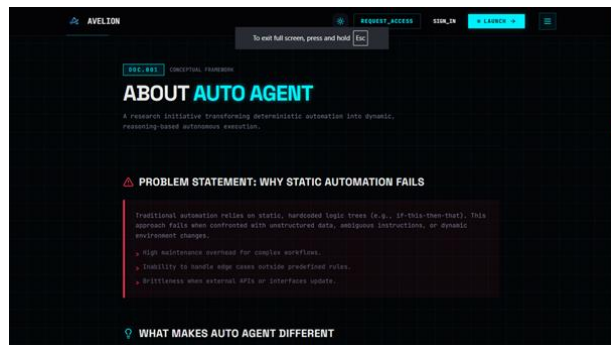 AVELION
REQUEST_ACCESS
SIGN_IN
LAUNCH →
To exit full screen, press and hold Esc
DOC.001 CONCEPTUAL FRAMEWORK
ABOUT AUTO AGENT
A research initiative transforming deterministic automation into dynamic,
reasoning-based autonomous execution.
PROBLEM STATEMENT: WHY STATIC AUTOMATION FAILS
Traditional automation relies on static, hardcoded logic trees (e.g., if-this-then-that). This
approach fails when confronted with unstructured data, ambiguous instructions, or dynamic
environment changes.
High maintenance overhead for complex workflows.
Inability to handle edge cases outside predefined rules.
Brittleness when external APIs or interfaces update.
WHAT MAKES AUTO AGENT DIFFERENT